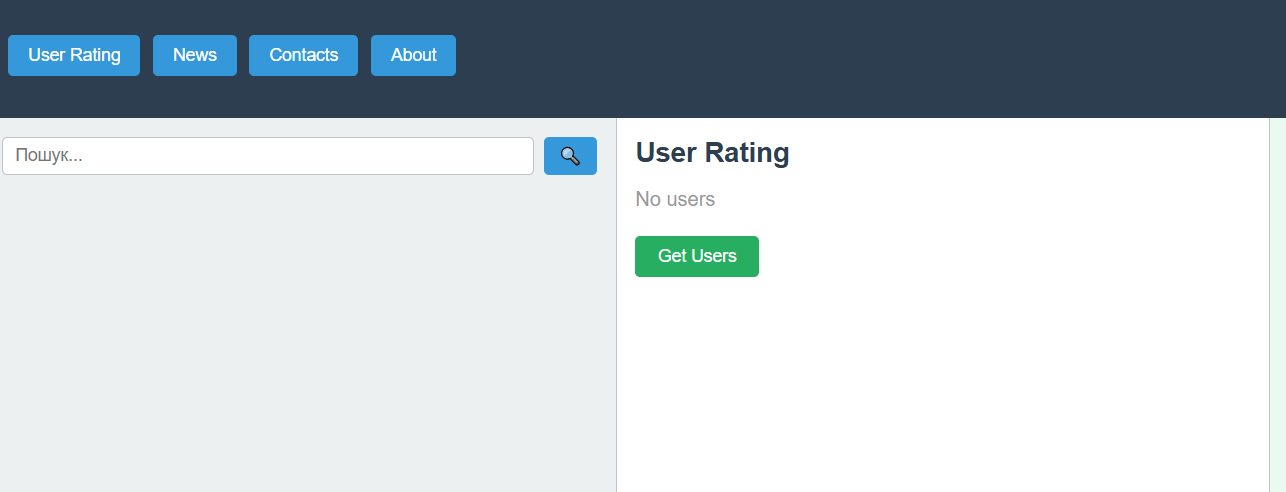 User Rating News Contacts About
Пошук...
User Rating
No users
Get Users